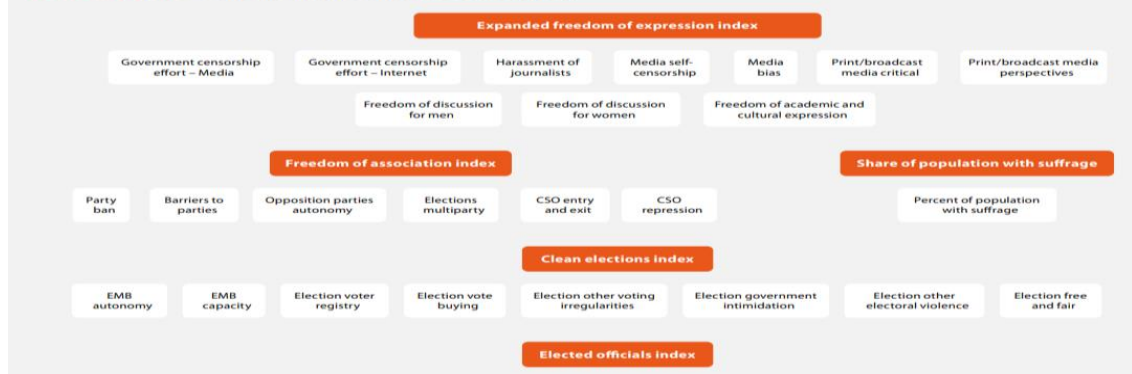 Expanded freedom of expression index
Government censorship effort – Media
Government censorship effort – Internet
Harassment of journalists
Media self-censorship
Media bias
Print/broadcast media critical
Print/broadcast media perspectives
Freedom of discussion for men
Freedom of discussion for women
Freedom of academic and cultural expression
Freedom of association index
Share of population with suffrage
Party ban
Barriers to parties
Opposition parties autonomy
Elections multiparty
CSO entry and exit
CSO repression
Percent of population with suffrage
Clean elections index
EMB autonomy
EMB capacity
Election voter registry
Election vote buying
Election other voting irregularities
Election government intimidation
Election other electoral violence
Election free and fair
Elected officials index